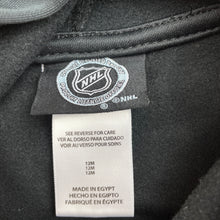 NHL
® ®NHL
SEE REVERSE FOR CARE
VER AL DORSO PARA CUIDADO
VOIR AU VERSO POUR SOINS
12M
12M
12M
MADE IN EGYPT
HECHO EN EGIPTO
FABRIQUÉ EN ÉGYPTE